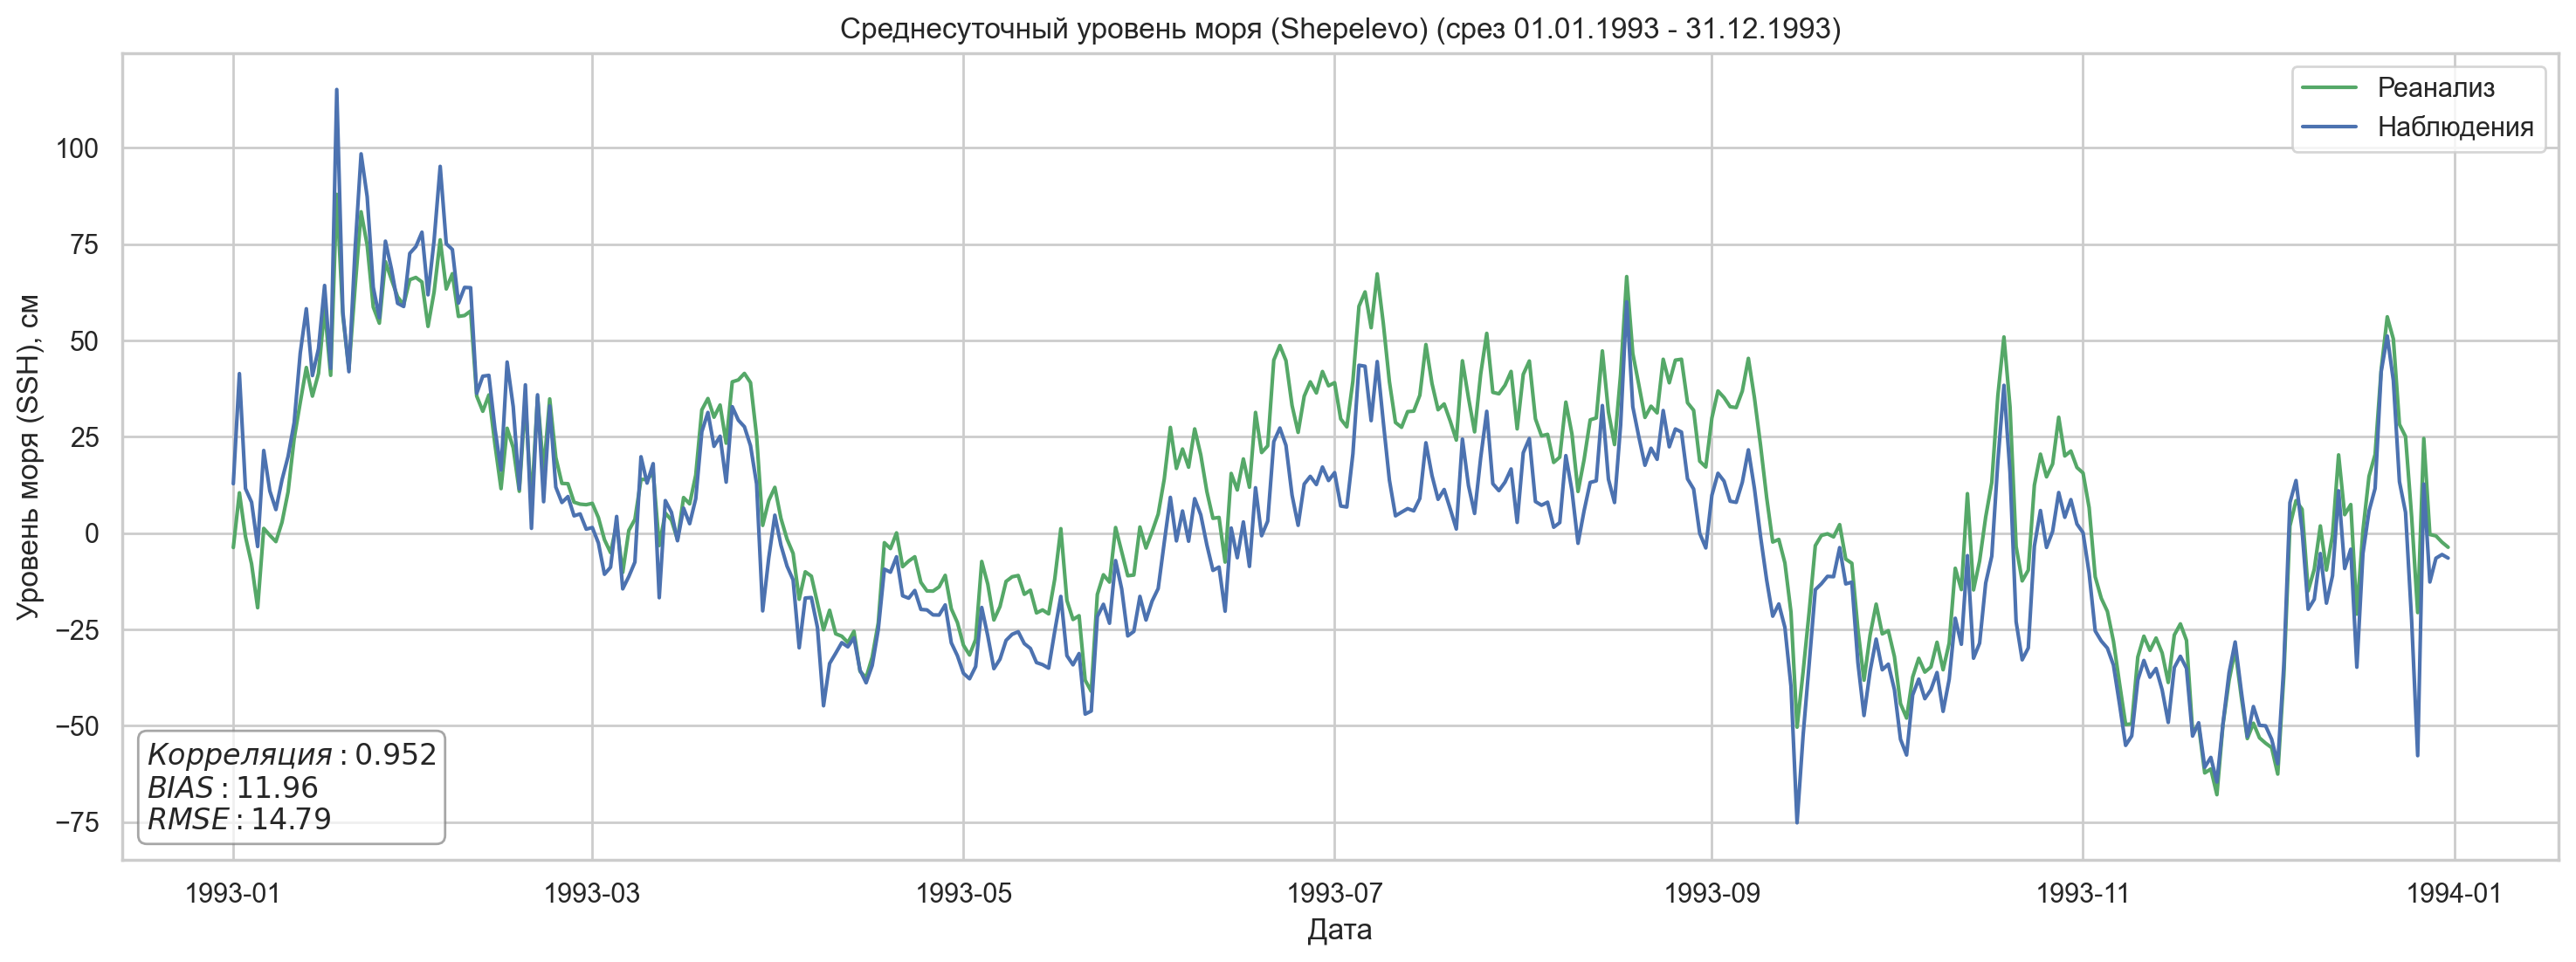 Среднесуточный уровень моря (Shepelevo) (срез 01.01.1993 - 31.12.1993)
Реанализ
Наблюдения
Уровень моря (SSH), см
100
75
50
25
0
−25
−50
−75
Корреляция : 0.952
BIAS : 11.96
RMSE : 14.79
1993-01
1993-03
1993-05
1993-07
1993-09
1993-11
1994-01
Дата